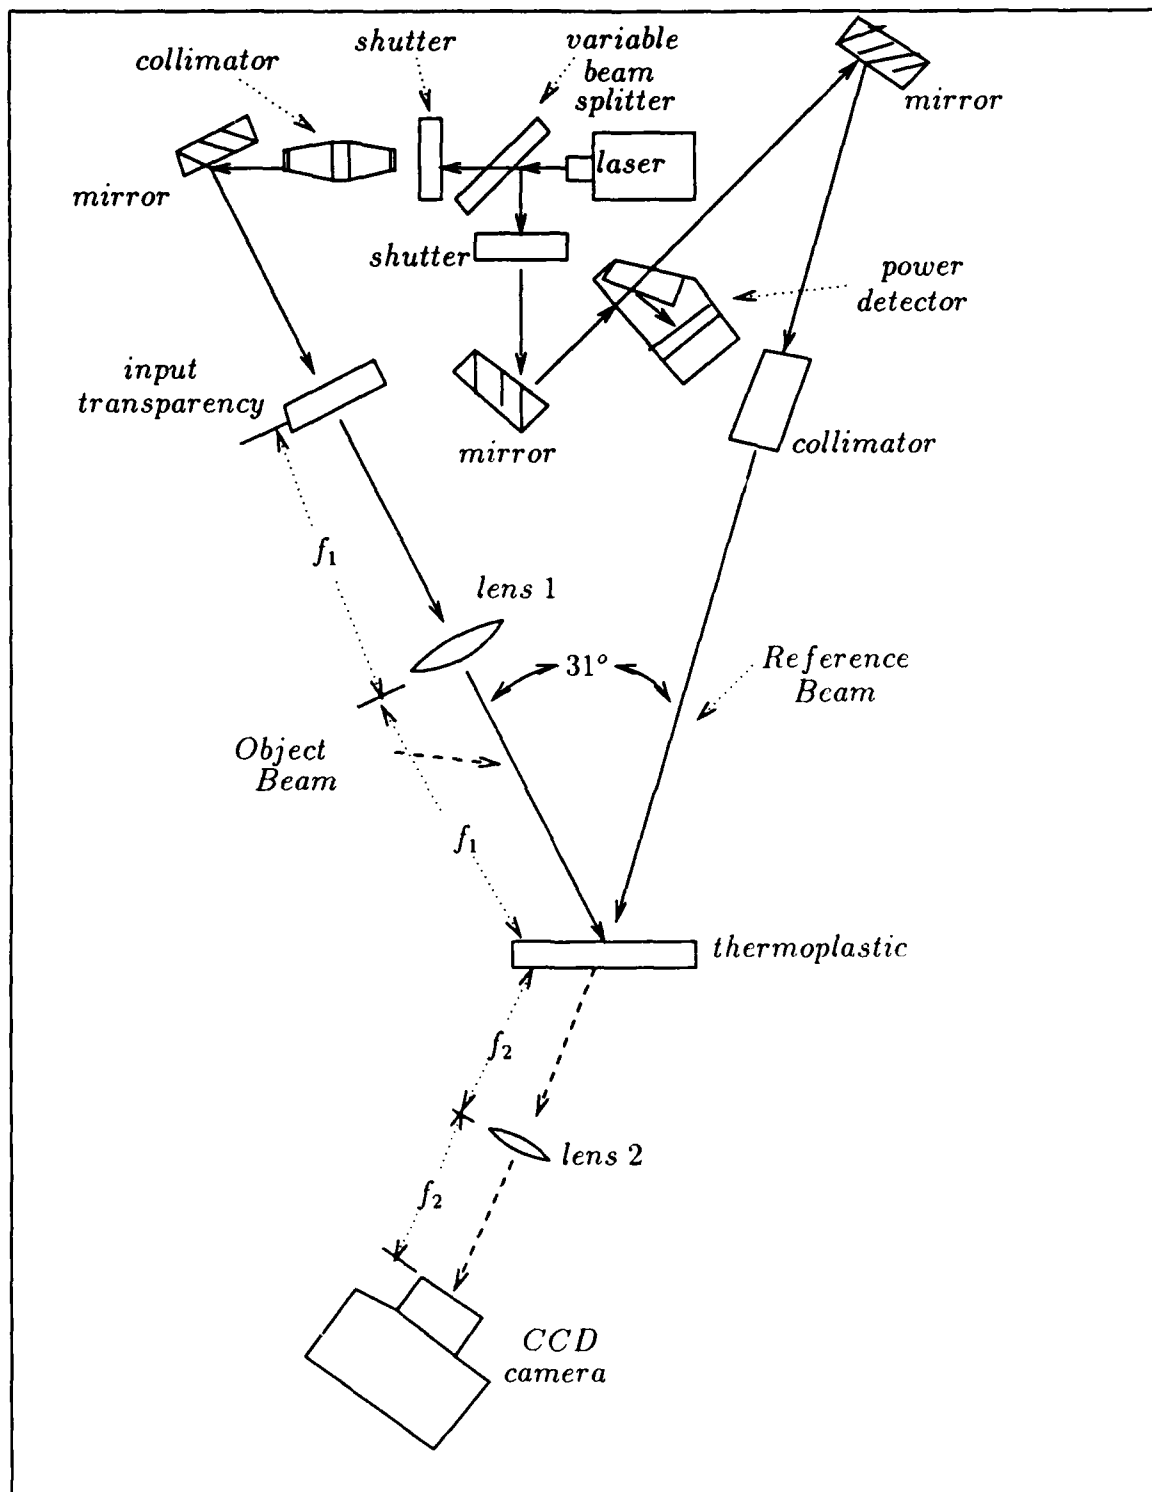 shutter
variable
beam
splitter
collimator
mirror
laser
mirror
shutter
power
detector
input
transparency
mirror
collimator
f₁
lens 1
31°
Reference
Beam
Object
Beam
f₁
thermoplastic
f₂
lens 2
f₂
CCD
camera